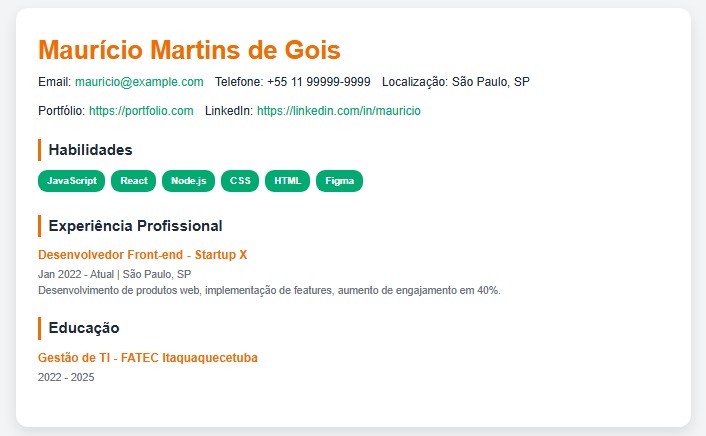 Maurício Martins de Gois
Email: mauricio@example.com Telefone: +55 11 99999-9999 Localização: São Paulo, SP
Portfólio: https://portfolio.com LinkedIn: https://linkedin.com/in/mauricio
Habilidades
JavaScript React Node.js CSS HTML Figma
Experiência Profissional
Desenvolvedor Front-end - Startup X
Jan 2022 - Atual | São Paulo, SP
Desenvolvimento de produtos web, implementação de features, aumento de engajamento em 40%.
Educação
Gestão de TI - FATEC Itaquaquecetuba
2022 - 2025